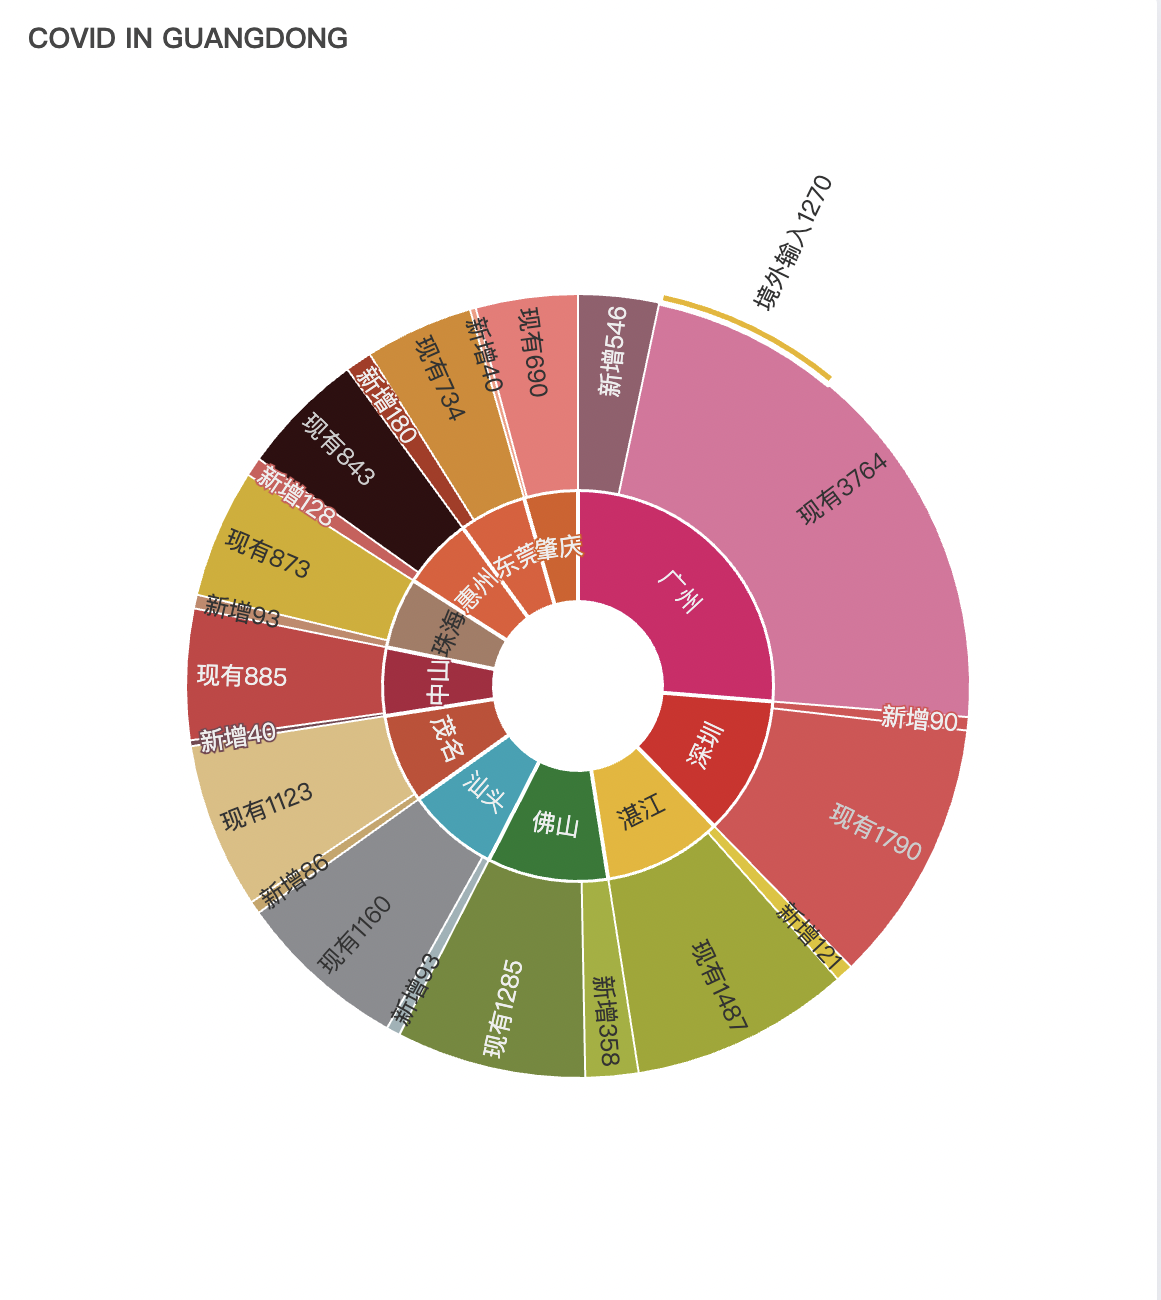 COVID IN GUANGDONG
境外输入1270
新增546
现有3764
广州
新增90
现有1790
深圳
新增121
现有1487
湛江
新增358
现有1285
佛山
新增93
现有1160
汕头
新增86
现有1123
茂名
新增40
现有885
中山
新增93
现有873
珠海
新增128
现有843
惠州
新增180
现有734
东莞
新增40
现有690
肇庆